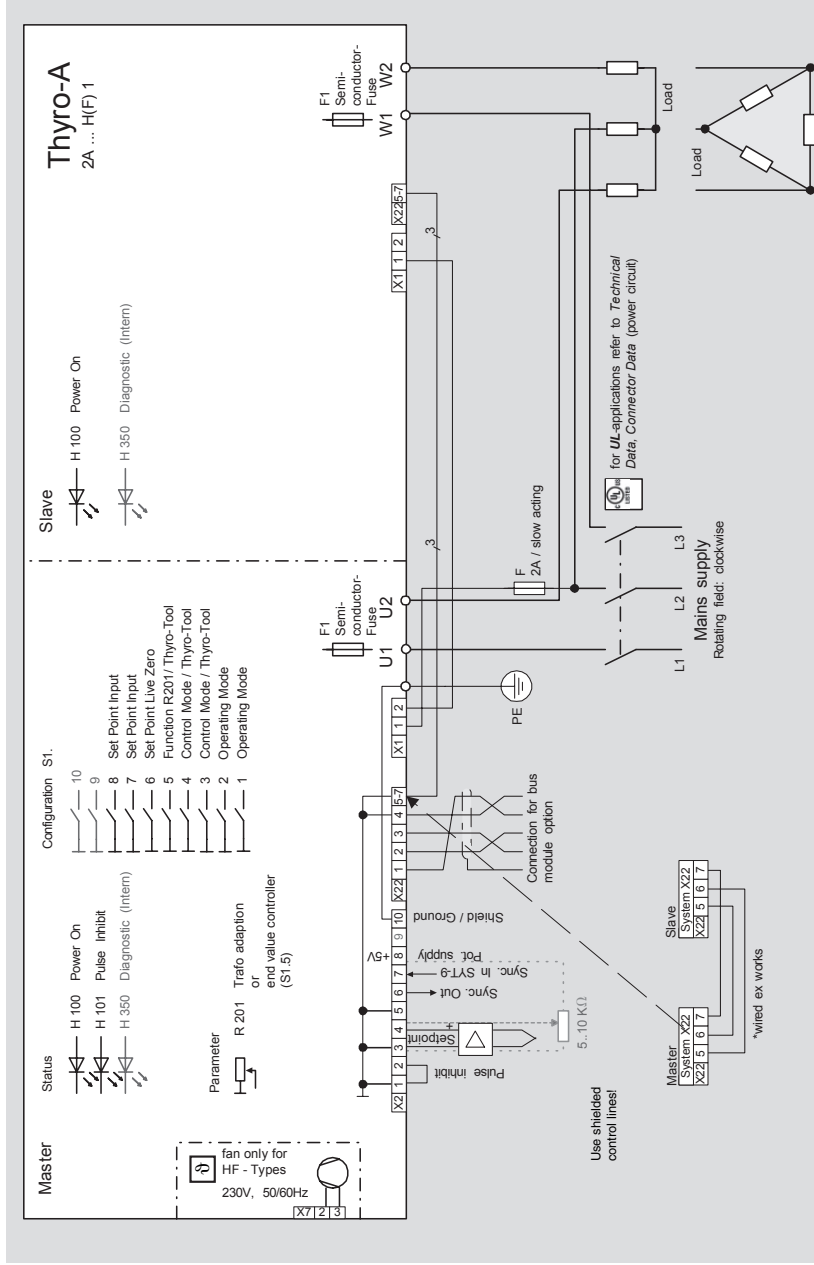 Thyro-A
2A ... H(F) 1
Master
Status
H 100 Power On
H 101 Pulse Inhibit
H 350 Diagnostic (Intern)
Parameter
R 201 Trafo adaption
or
end value controller
(S1.5)
fan only for
HF - Types
230V, 50/60Hz
ϑ
X7 2 3
Configuration S1.
10
9
8 Set Point Input
7 Set Point Input
6 Set Point Live Zero
5 Function R201/ Thyro-Tool
4 Control Mode / Thyro-Tool
3 Control Mode / Thyro-Tool
2 Operating Mode
1 Operating Mode
Slave
H 100 Power On
H 350 Diagnostic (Intern)
F1
Semi-
conductor-
Fuse
U1
U2
F1
Semi-
conductor-
Fuse
W1
W2
X2 1 2 3 4 5 6 7 8 9 10
X22 1 2 3 4 5-7
X1 1 2
X1 1 2
X22 5-7
Pulse inhibit
Setpoint
+
Sync. Out
Sync. In SYT-9
Pot. supply
+5V
Shield / Ground
5..10 KΩ
Connection for bus
module option
PE
3
3
F
2A / slow acting
C UL US
LISTED
for UL-applications refer to Technical
Data, Connector Data (power circuit)
L1
L2
L3
Mains supply
Rotating field: clockwise
Load
Load
Use shielded
control lines!
Master
System X22
X22 5 6 7
Slave
System X22
X22 5 6 7
*wired ex works